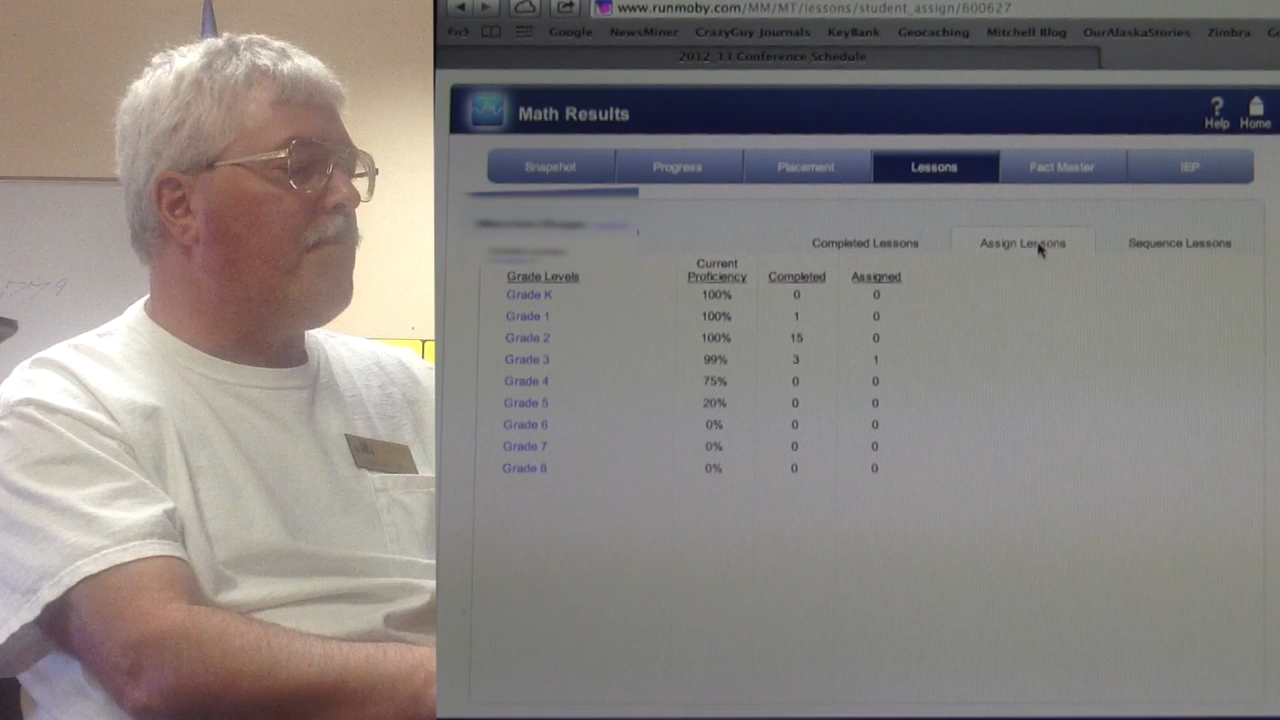 www.runmoby.com/MM/MT/lessons/student_assign/600627
Google NewsMiner CrazyGuy Journals KeyBank Geocaching Mitchell Blog OurAlaskaStories Zimbra
2012_13 Conference Schedule
Math Results
? Help Home
Snapshot Progress Placement Lessons Fact Master IEP
Completed Lessons Assign Lessons Sequence Lessons
Grade Levels Current Proficiency Completed Assigned
Grade K 100% 0 0
Grade 1 100% 1 0
Grade 2 100% 15 0
Grade 3 99% 3 1
Grade 4 75% 0 0
Grade 5 20% 0 0
Grade 6 0% 0 0
Grade 7 0% 0 0
Grade 8 0% 0 0